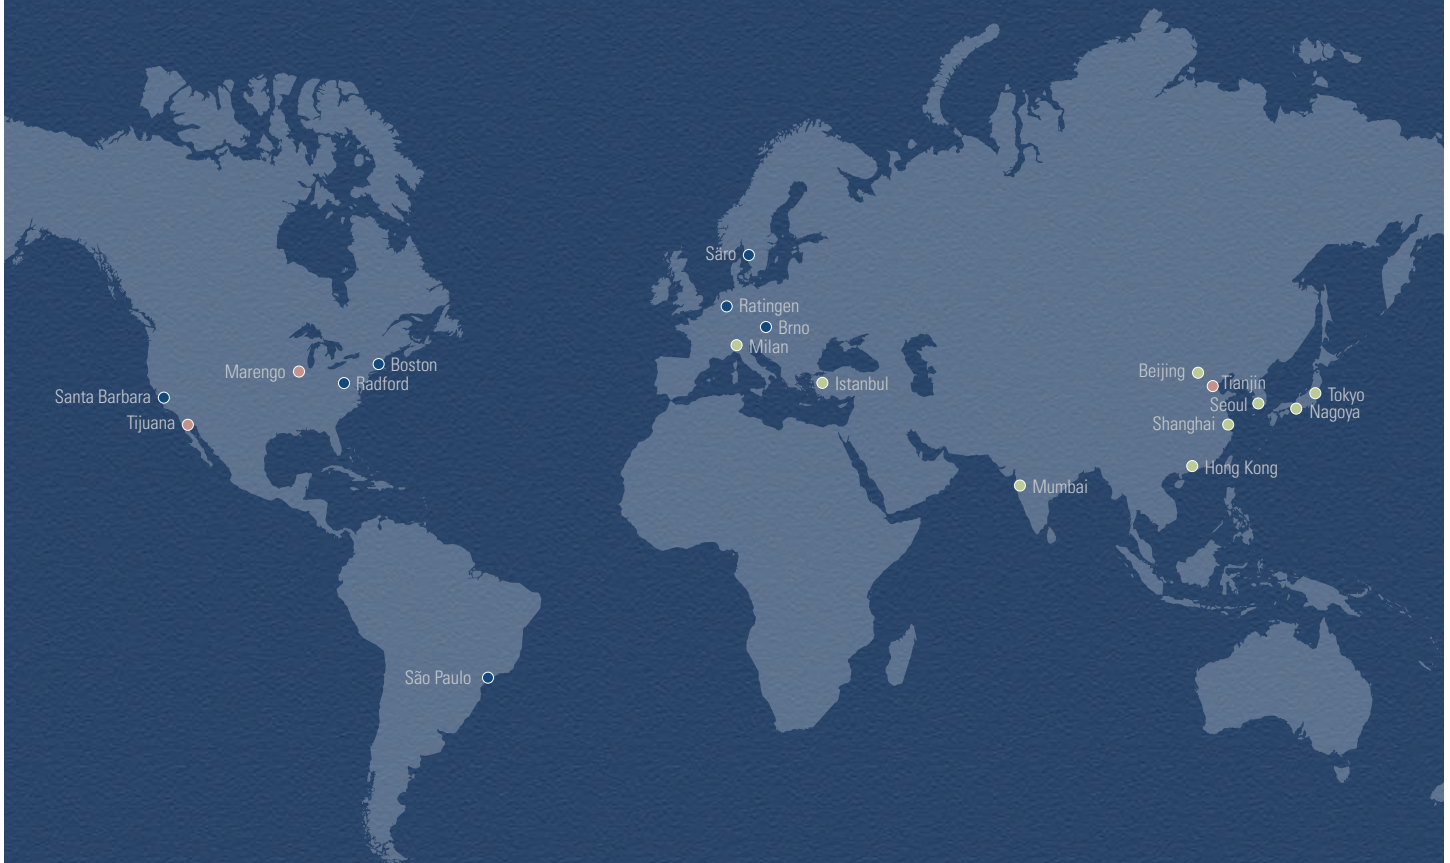 Säro
Ratingen
Brno
Milan
Boston
Marengo
Radford
Istanbul
Beijing
Tianjin
Santa Barbara
Tokyo
Seoul
Nagoya
Tijuana
Shanghai
Hong Kong
Mumbai
São Paulo